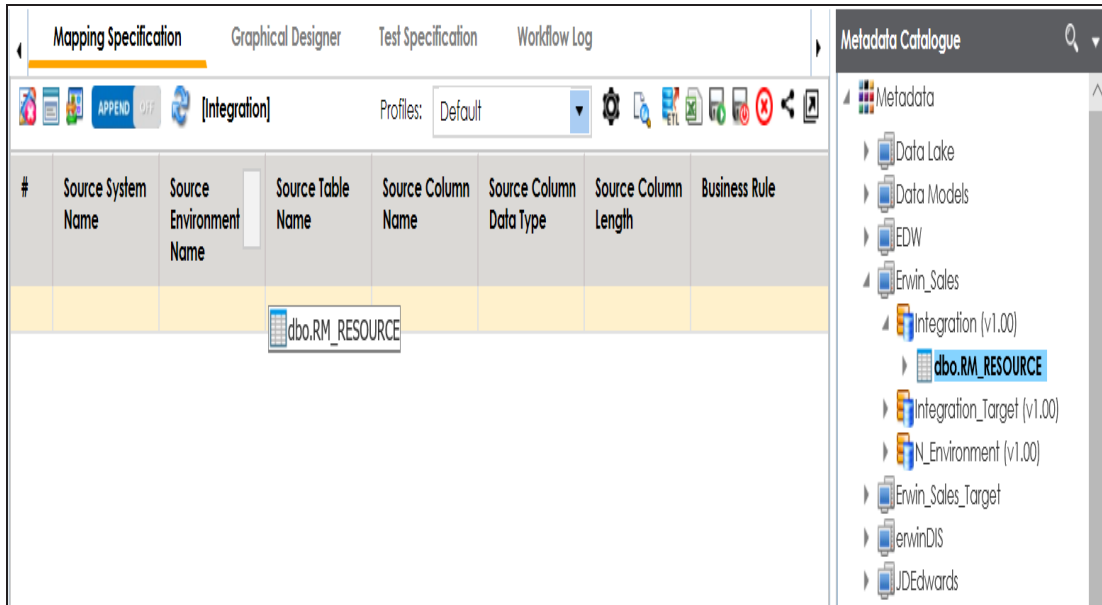 Mapping Specification
Graphical Designer
Test Specification
Workflow Log
APPEND OFF
[Integration]
Profiles: Default
ETL
#
Source System Name
Source Environment Name
Source Table Name
Source Column Name
Source Column Data Type
Source Column Length
Business Rule
dbo.RM_RESOURCE
Metadata Catalogue
Metadata
Data Lake
Data Models
EDW
Erwin_Sales
Integration (v1.00)
dbo.RM_RESOURCE
Integration_Target (v1.00)
N_Environment (v1.00)
Erwin_Sales_Target
erwinDIS
JDEdwards